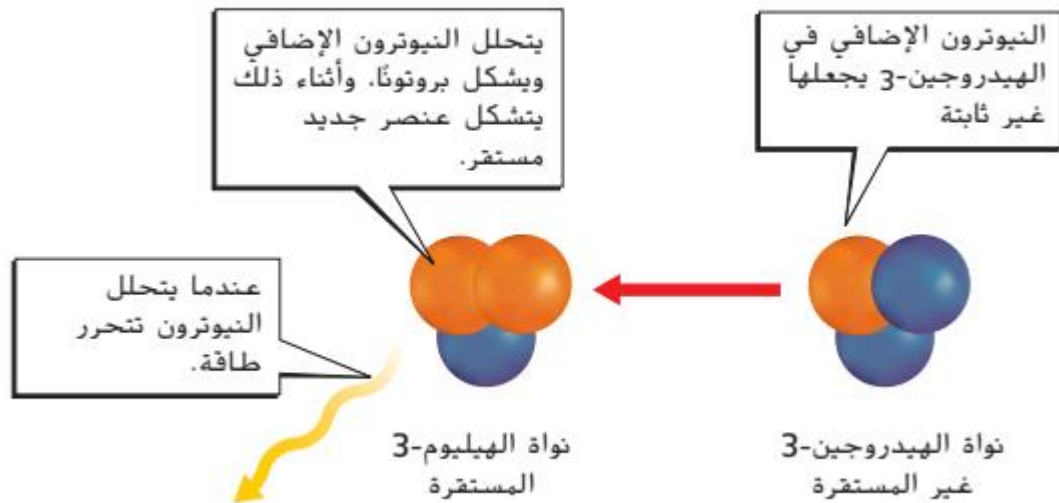 النيوترون الإضافي في
الهيدروجين-3 يجعلها
غير ثابتة
يتحلل النيوترون الإضافي
ويشكل بروتونًا. وأثناء ذلك
يتشكل عنصر جديد
مستقر.
عندما يتحلل
النيوترون تتحرر
طاقة.
نواة الهيدروجين-3
غير المستقرة
نواة الهيليوم-3
المستقرة